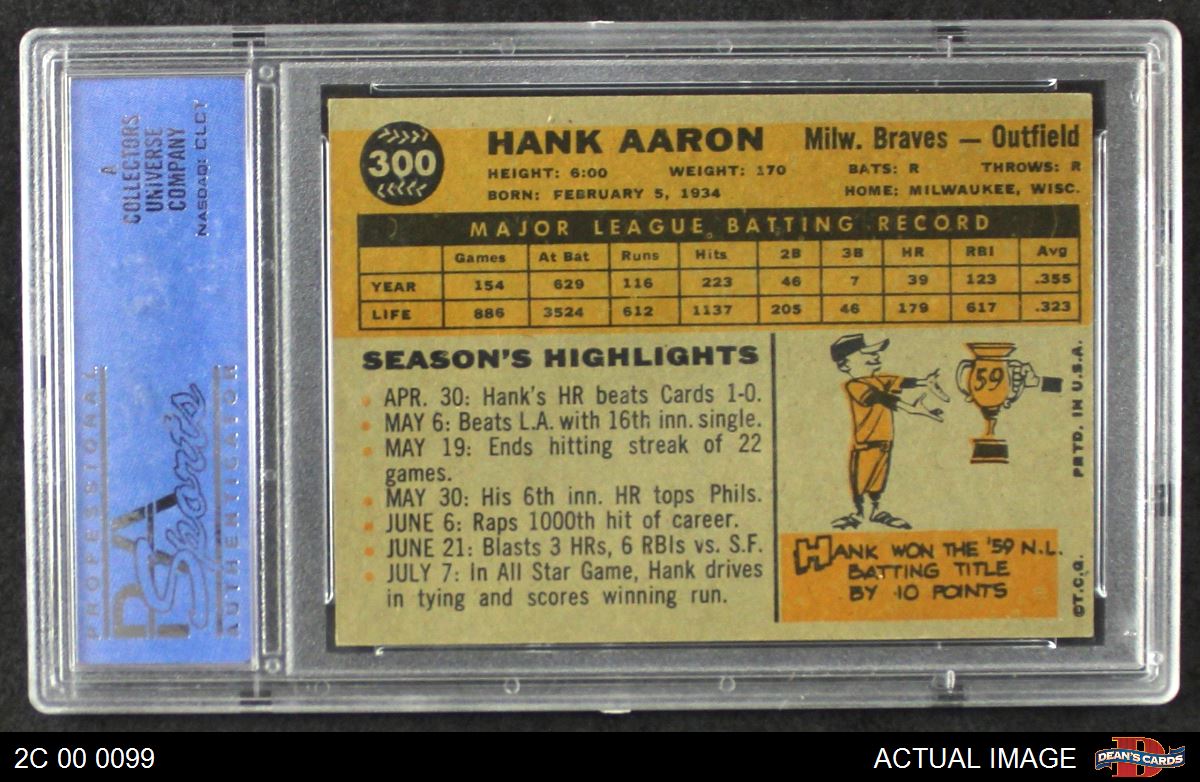 A
COLLECTORS
UNIVERSE
COMPANY
NASDAQ: CLCT
PROFESSIONAL
PSA
Sports
AUTHENTICATOR
300
HANK AARON Milw. Braves — Outfield
HEIGHT: 6:00 WEIGHT: 170 BATS: R THROWS: R
BORN: FEBRUARY 5, 1934 HOME: MILWAUKEE, WISC.
MAJOR LEAGUE BATTING RECORD
Games At Bat Runs Hits 2B 3B HR RBI Avg
YEAR 154 629 116 223 46 7 39 123 .355
LIFE 886 3524 612 1137 205 46 179 617 .323
SEASON'S HIGHLIGHTS
• APR. 30: Hank's HR beats Cards 1-0.
• MAY 6: Beats L.A. with 16th inn. single.
• MAY 19: Ends hitting streak of 22
games.
• MAY 30: His 6th inn. HR tops Phils.
• JUNE 6: Raps 1000th hit of career.
• JUNE 21: Blasts 3 HRs, 6 RBIs vs. S.F.
• JULY 7: In All Star Game, Hank drives
in tying and scores winning run.
59
HANK WON THE '59 N.L.
BATTING TITLE
BY 10 POINTS
©T.C.G. PRTD. IN U.S.A.
2C 00 0099 ACTUAL IMAGE
D
DEAN'S CARDS